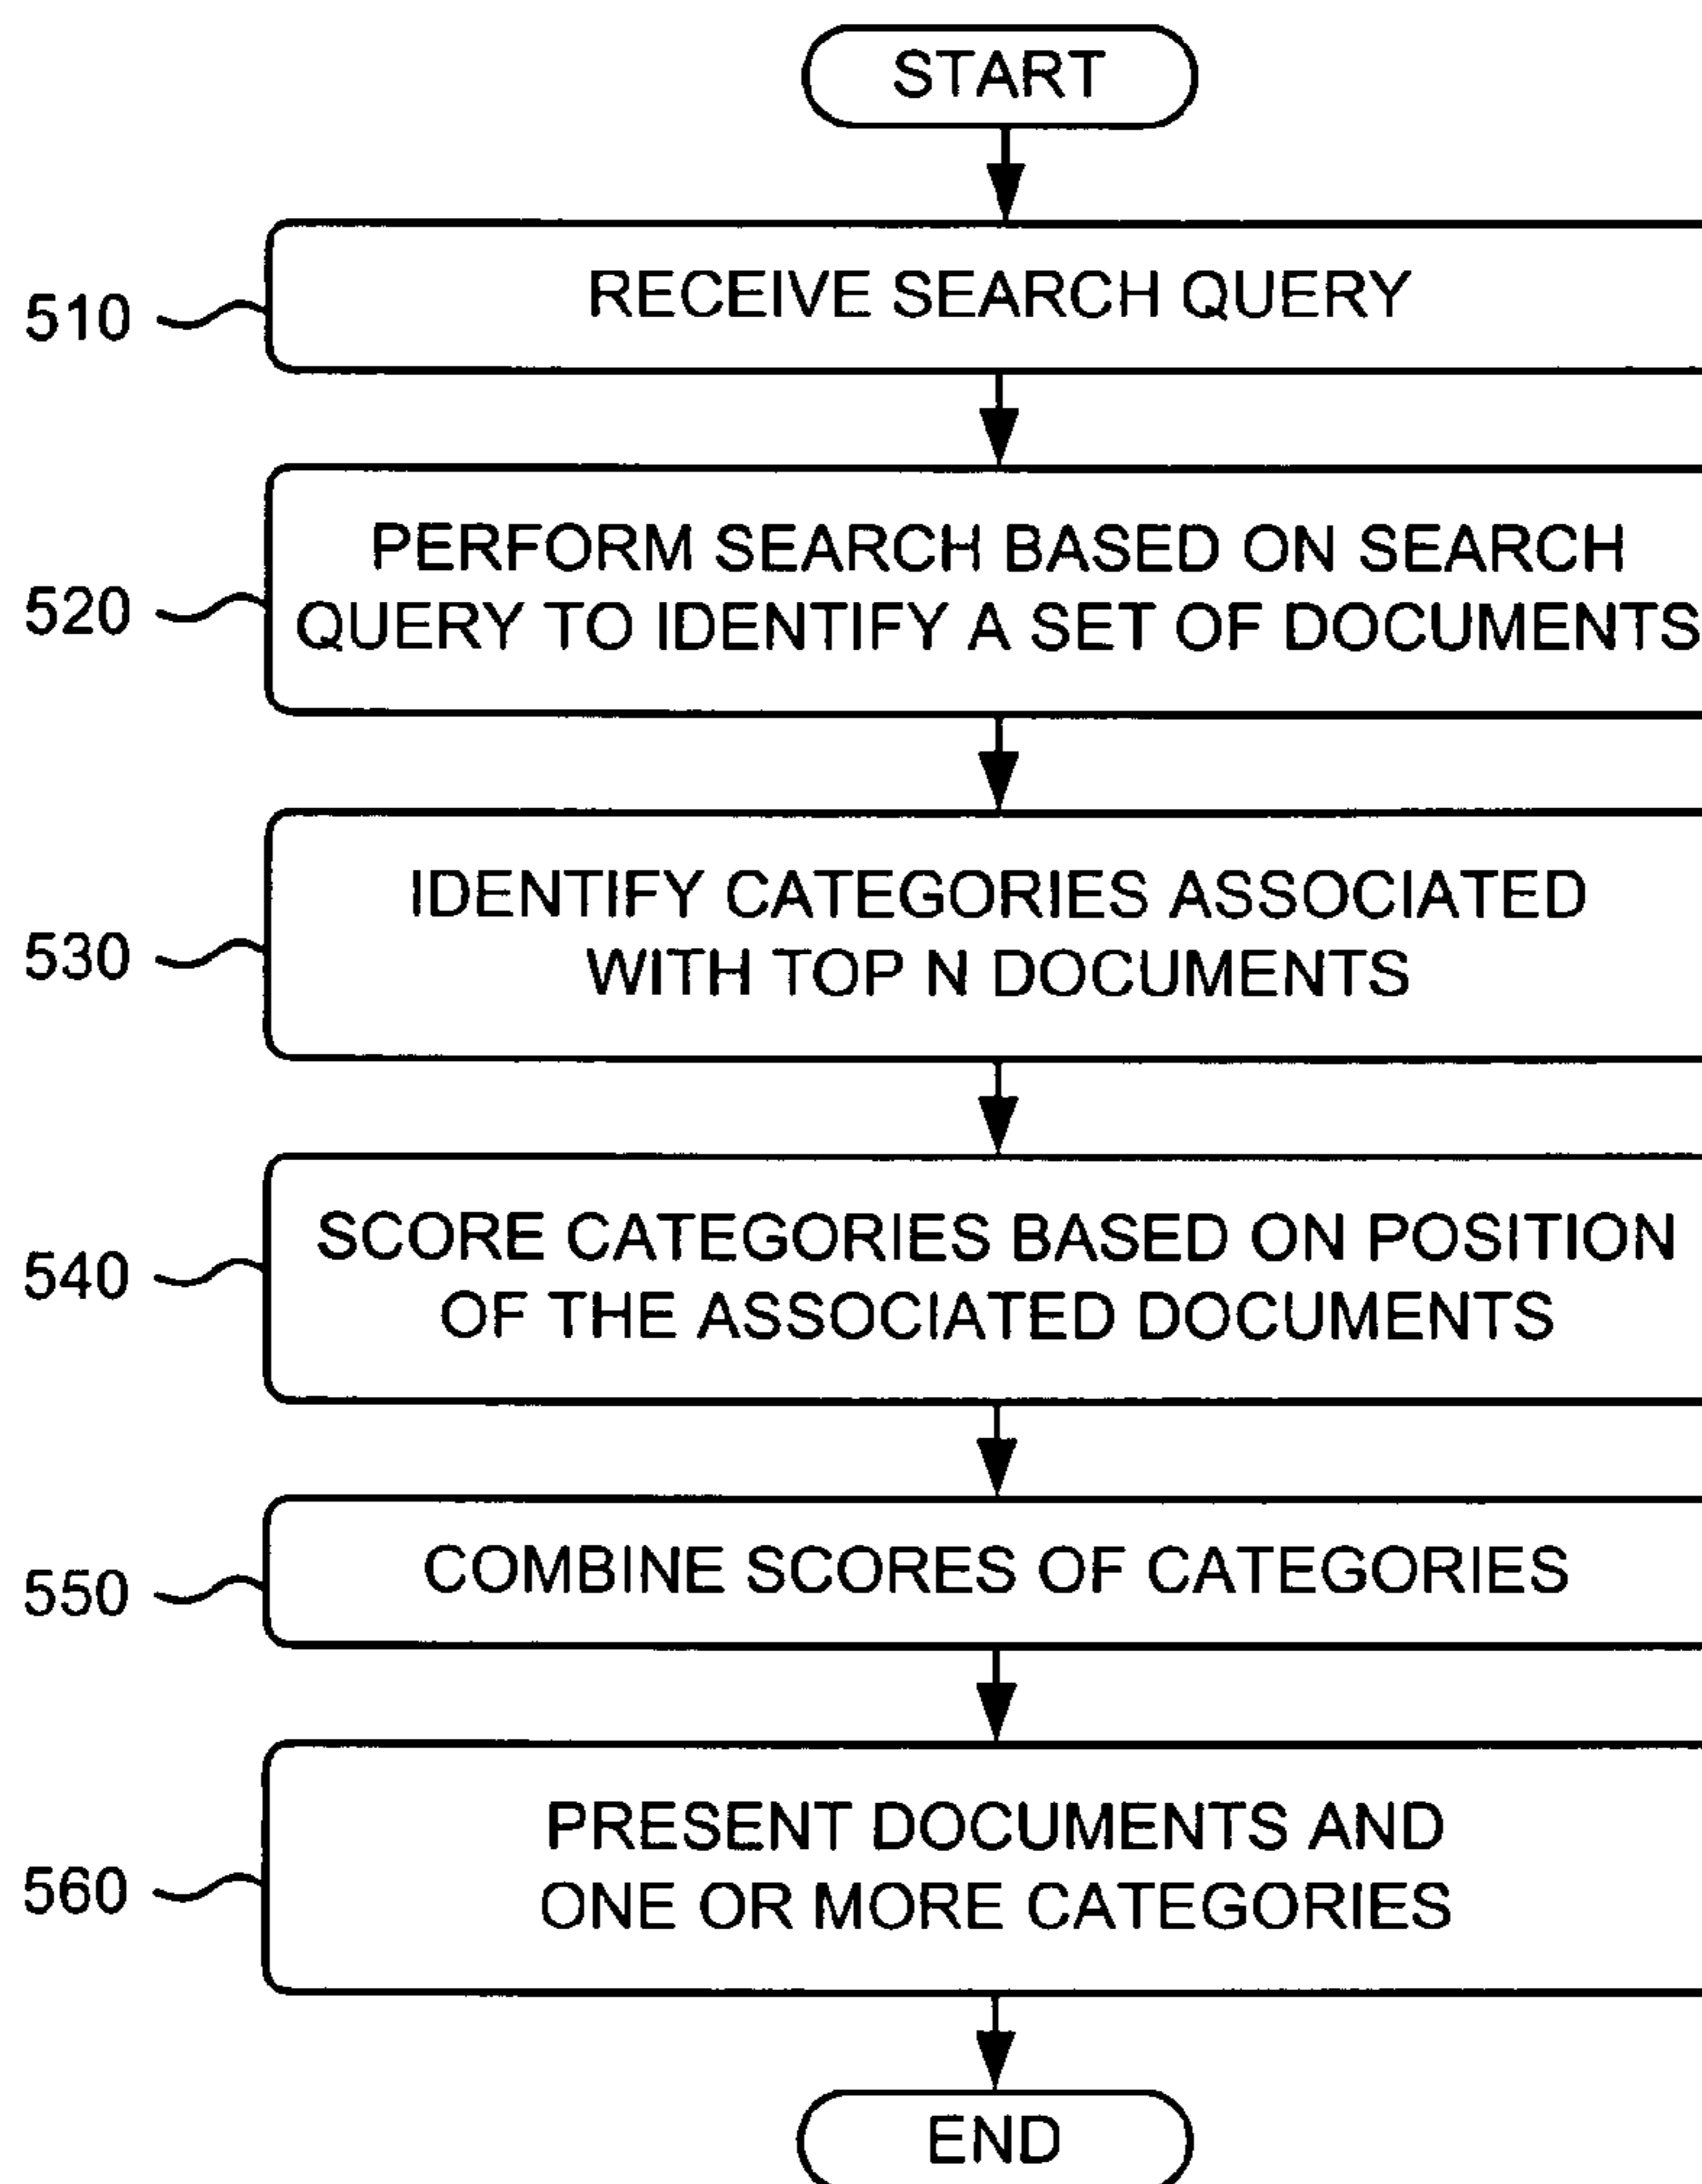 START
510
RECEIVE SEARCH QUERY
520
PERFORM SEARCH BASED ON SEARCH
QUERY TO IDENTIFY A SET OF DOCUMENTS
530
IDENTIFY CATEGORIES ASSOCIATED
WITH TOP N DOCUMENTS
540
SCORE CATEGORIES BASED ON POSITION
OF THE ASSOCIATED DOCUMENTS
550
COMBINE SCORES OF CATEGORIES
560
PRESENT DOCUMENTS AND
ONE OR MORE CATEGORIES
END